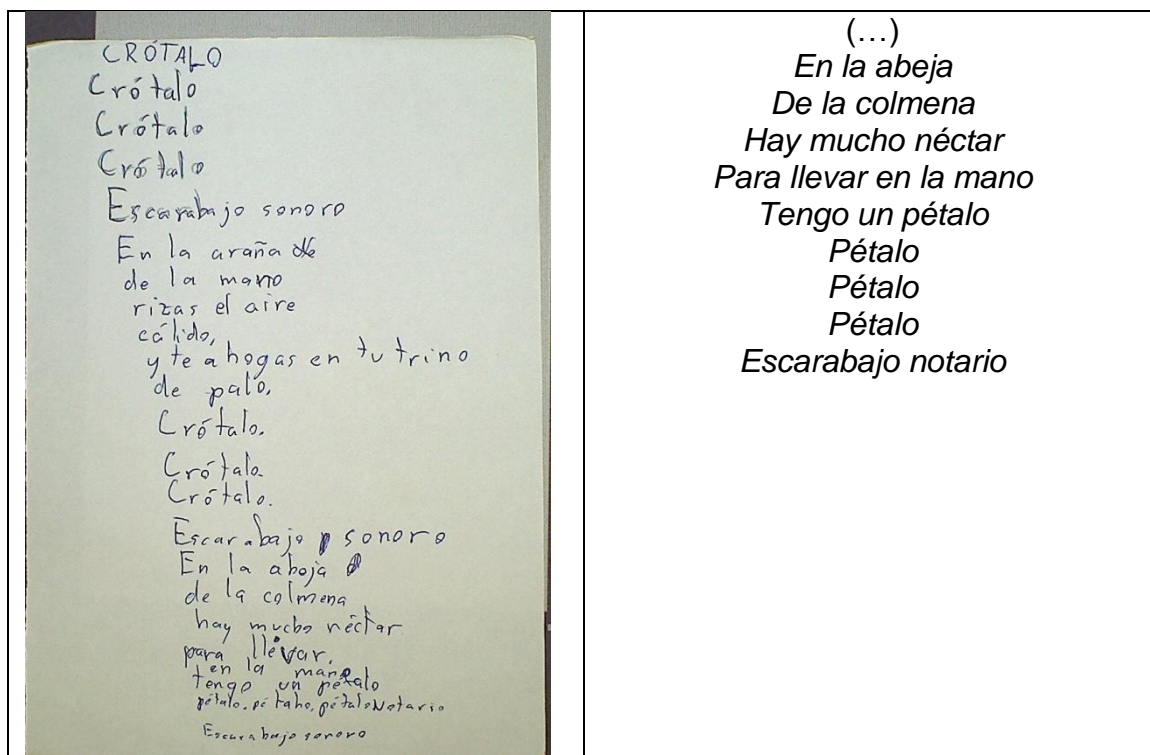 CRÓTALO
Crótalo
Crótalo
Crótalo
Escarabajo sonoro
En la araña de
de la mano
rizas el aire
cálido,
y te ahogas en tu trino
de palo.
Crótalo.
Crótalo.
Crótalo.
Escarabajo sonoro
En la aboja
de la colmena
hay mucho néctar
para llevar.
en la mano
tengo un pétalo
pétalo. pétalo, pétalo Notario
Escarabajo sonoro
(…)
En la abeja
De la colmena
Hay mucho néctar
Para llevar en la mano
Tengo un pétalo
Pétalo
Pétalo
Pétalo
Escarabajo notario